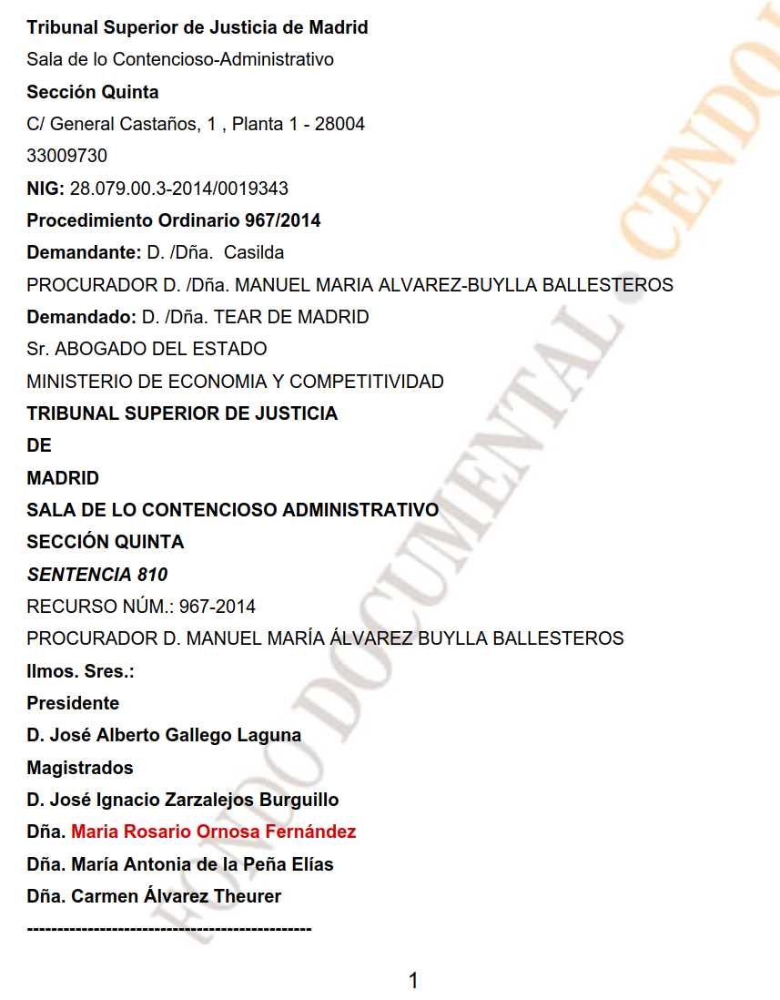 Tribunal Superior de Justicia de Madrid
Sala de lo Contencioso-Administrativo
Sección Quinta
C/ General Castaños, 1 , Planta 1 - 28004
33009730
NIG: 28.079.00.3-2014/0019343
Procedimiento Ordinario 967/2014
Demandante: D. /Dña.  Casilda
PROCURADOR D. /Dña. MANUEL MARIA ALVAREZ-BUYLLA BALLESTEROS
Demandado: D. /Dña. TEAR DE MADRID
Sr. ABOGADO DEL ESTADO
MINISTERIO DE ECONOMIA Y COMPETITIVIDAD
TRIBUNAL SUPERIOR DE JUSTICIA
DE
MADRID
SALA DE LO CONTENCIOSO ADMINISTRATIVO
SECCIÓN QUINTA
SENTENCIA 810
RECURSO NÚM.: 967-2014
PROCURADOR D. MANUEL MARÍA ÁLVAREZ BUYLLA BALLESTEROS
Ilmos. Sres.:
Presidente
D. José Alberto Gallego Laguna
Magistrados
D. José Ignacio Zarzalejos Burguillo
Dña. Maria Rosario Ornosa Fernández
Dña. María Antonia de la Peña Elías
Dña. Carmen Álvarez Theurer
-----------------------------------------------
1
FONDO DOCUMENTAL • CENDOJ